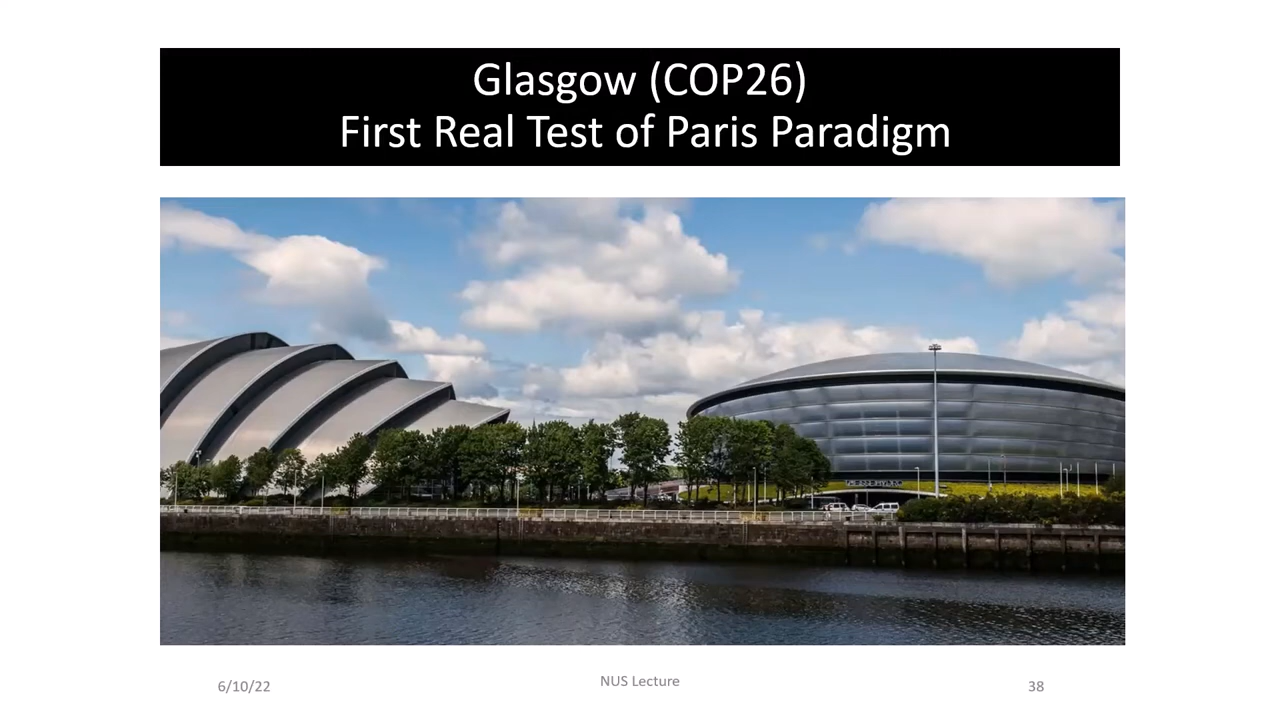 Glasgow (COP26)
First Real Test of Paris Paradigm
6/10/22
NUS Lecture
38